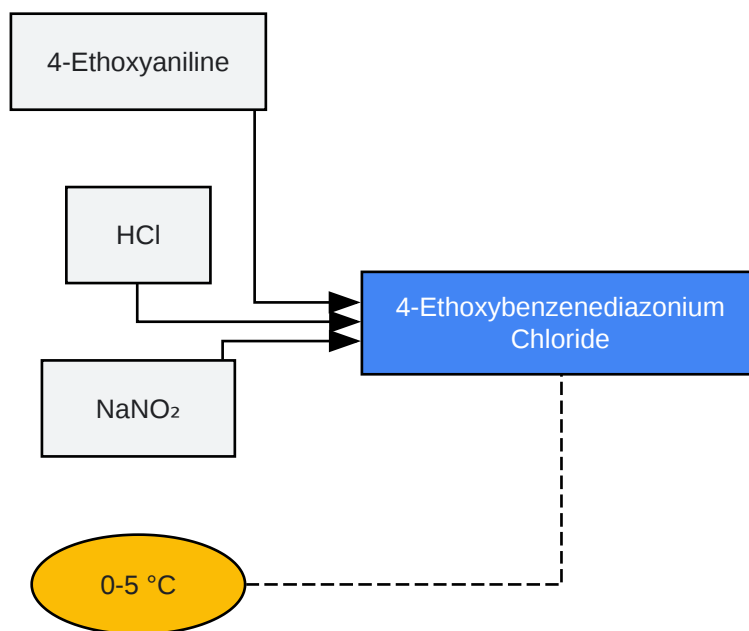 4-Ethoxyaniline
HCl
4-Ethoxybenzenediazonium
Chloride
NaNO₂
0-5 °C